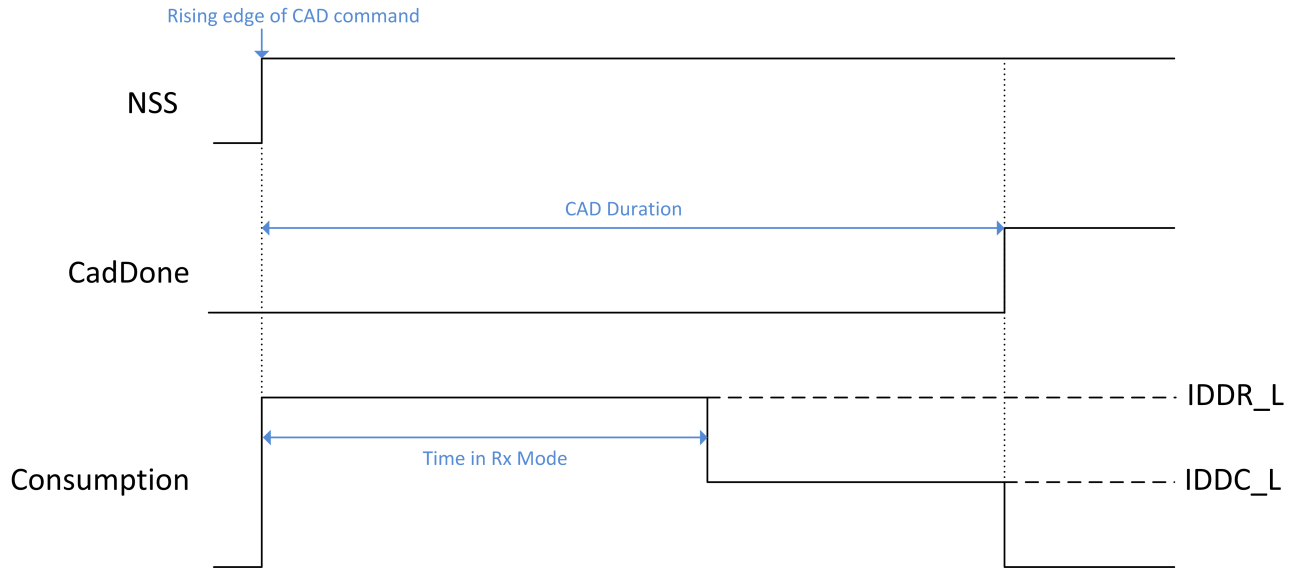 Rising edge of CAD command
NSS
CAD Duration
CadDone
IDDR_L
Time in Rx Mode
Consumption
IDDC_L